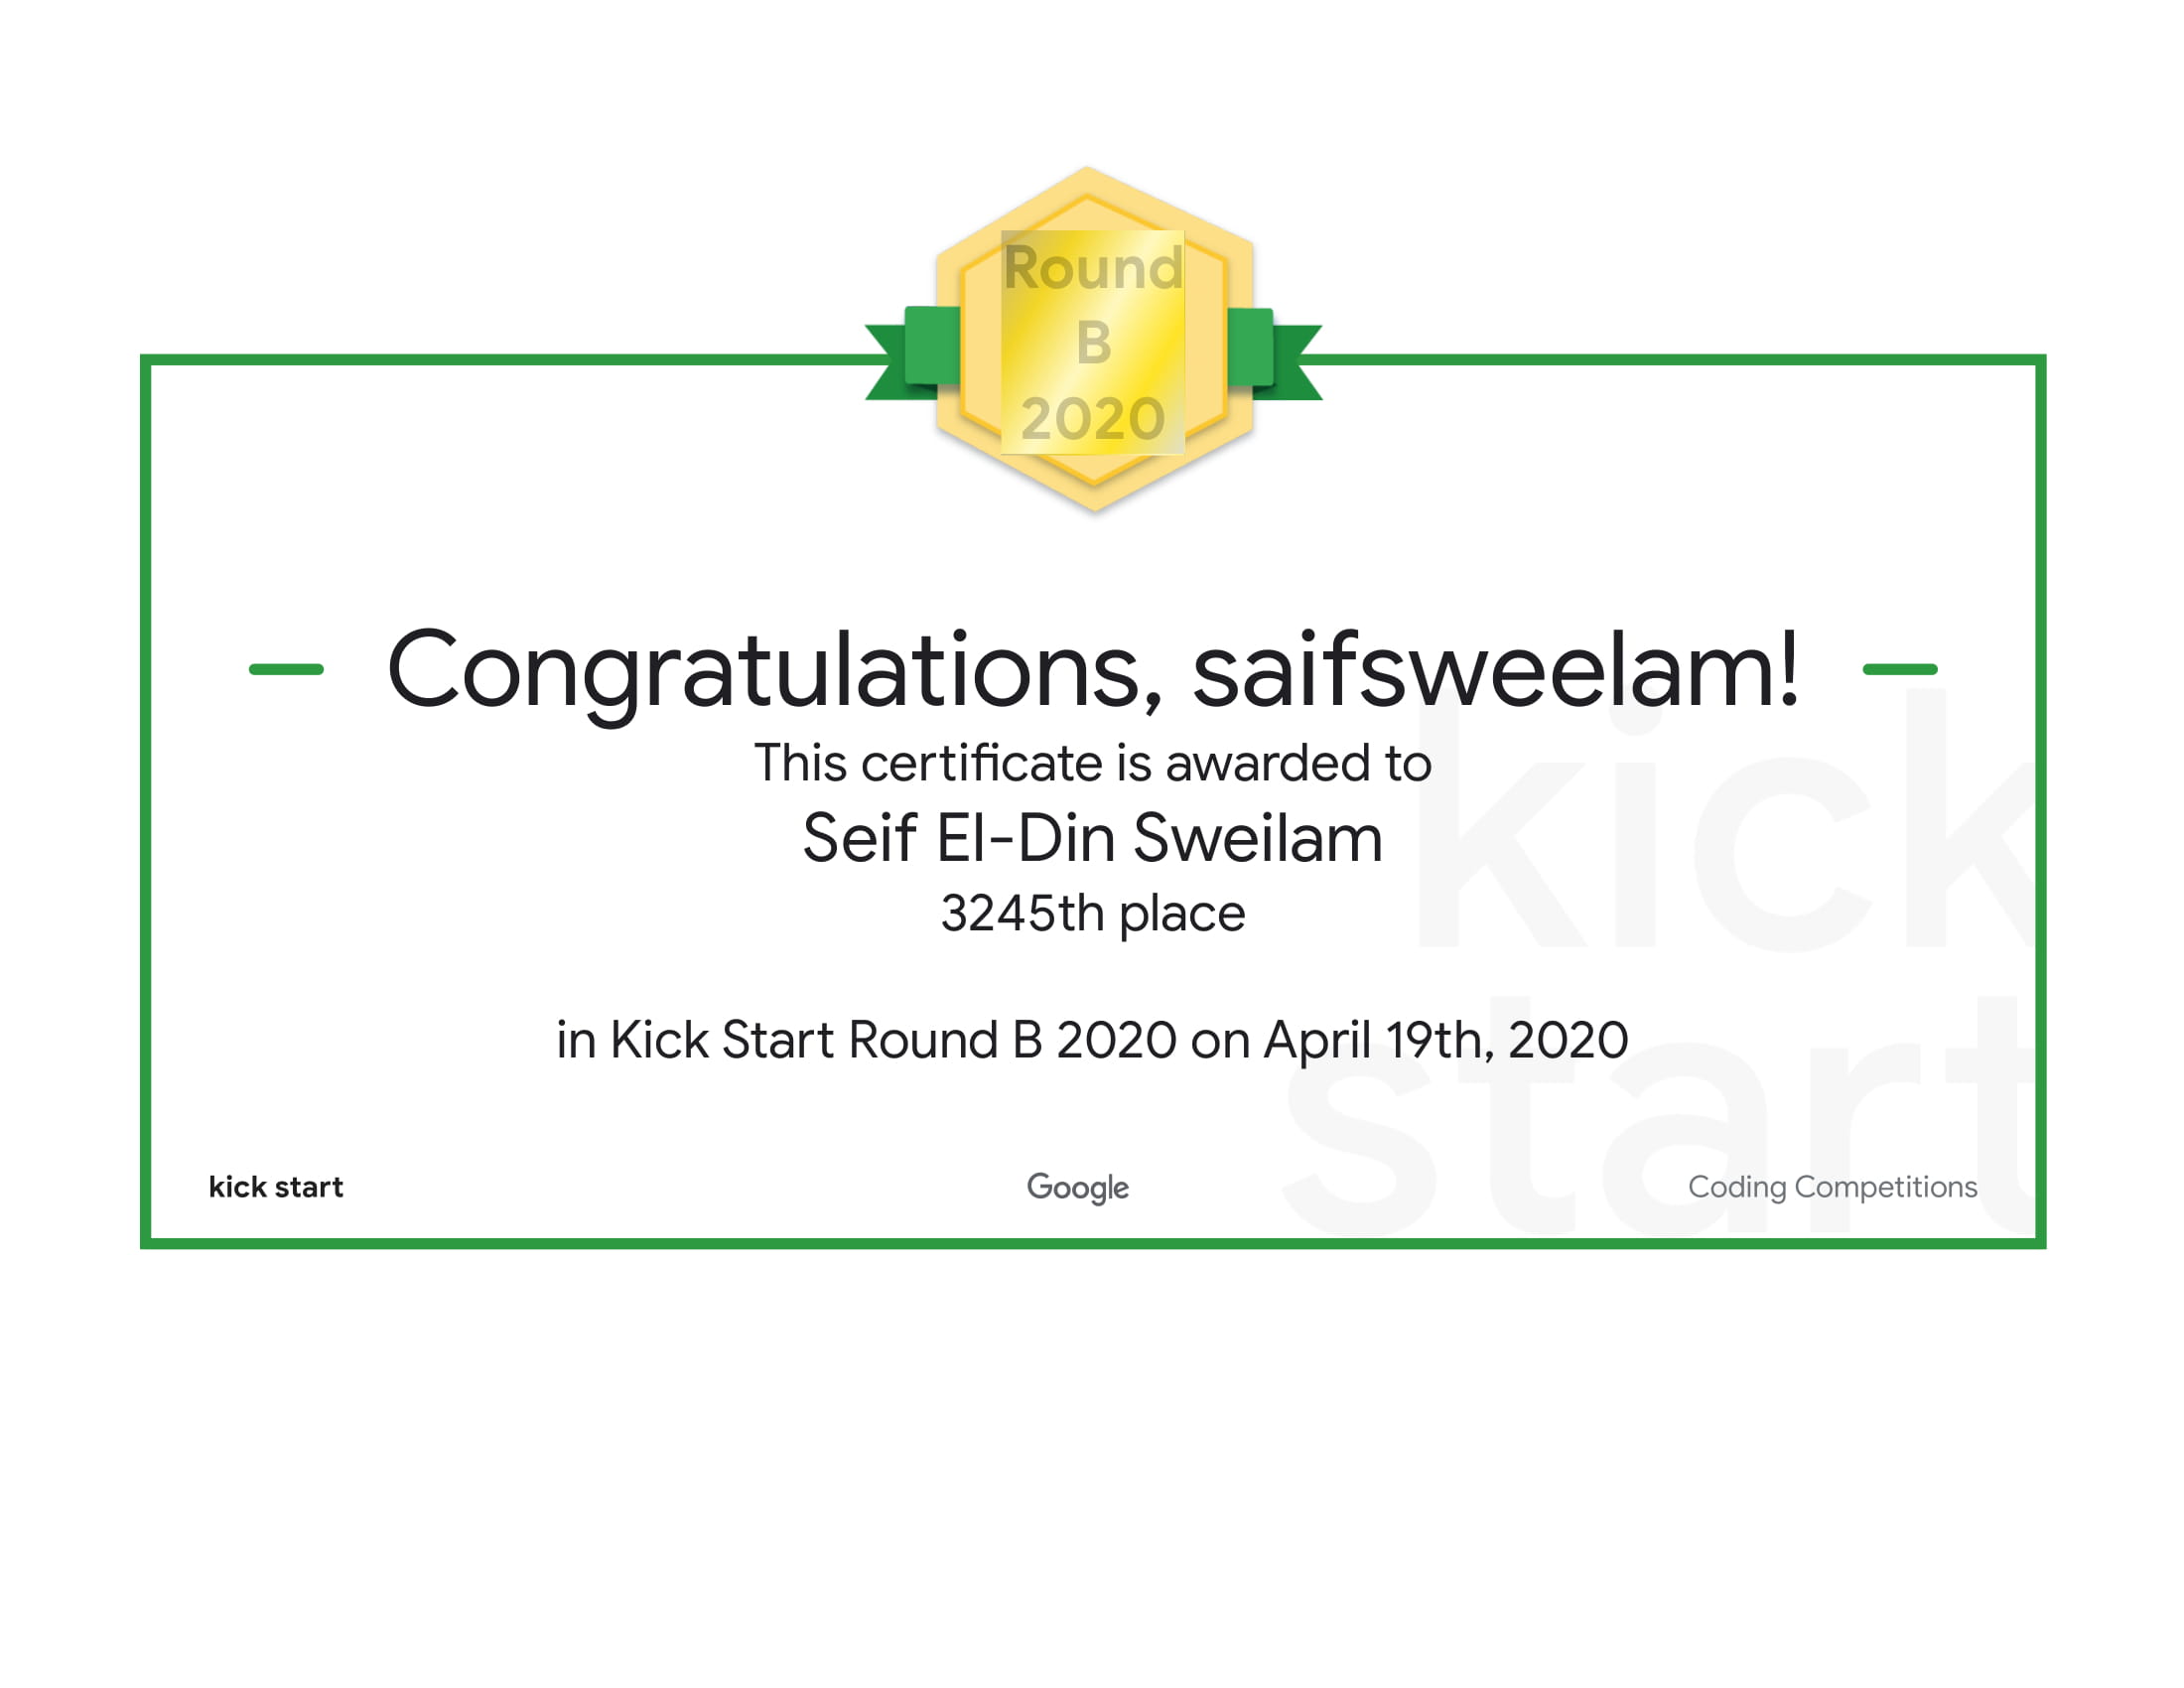 Round
B
2020
Congratulations, saifsweelam!
This certificate is awarded to
Seif El-Din Sweilam
3245th place
in Kick Start Round B 2020 on April 19th, 2020
kick
start
kick start
Google
Coding Competitions